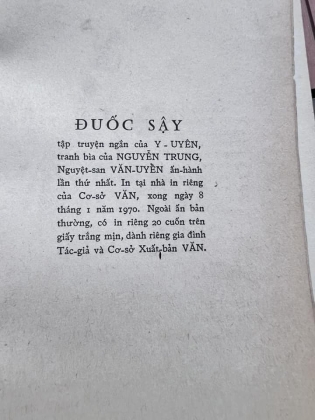 ĐUỐC SẬY
tập truyện ngắn của Y - UYÊN,
tranh bìa của NGUYỄN TRUNG,
Nguyệt-san VĂN-UYỂN ấn-hành
lần thứ nhất. In tại nhà in riêng
của Cơ-sở VĂN, xong ngày 8
tháng 1 năm 1970. Ngoài ấn bản
thường, có in riêng 20 cuốn trên
giấy trắng mịn, dành riêng gia đình
Tác-giả và Cơ-sở Xuất-bản VĂN.